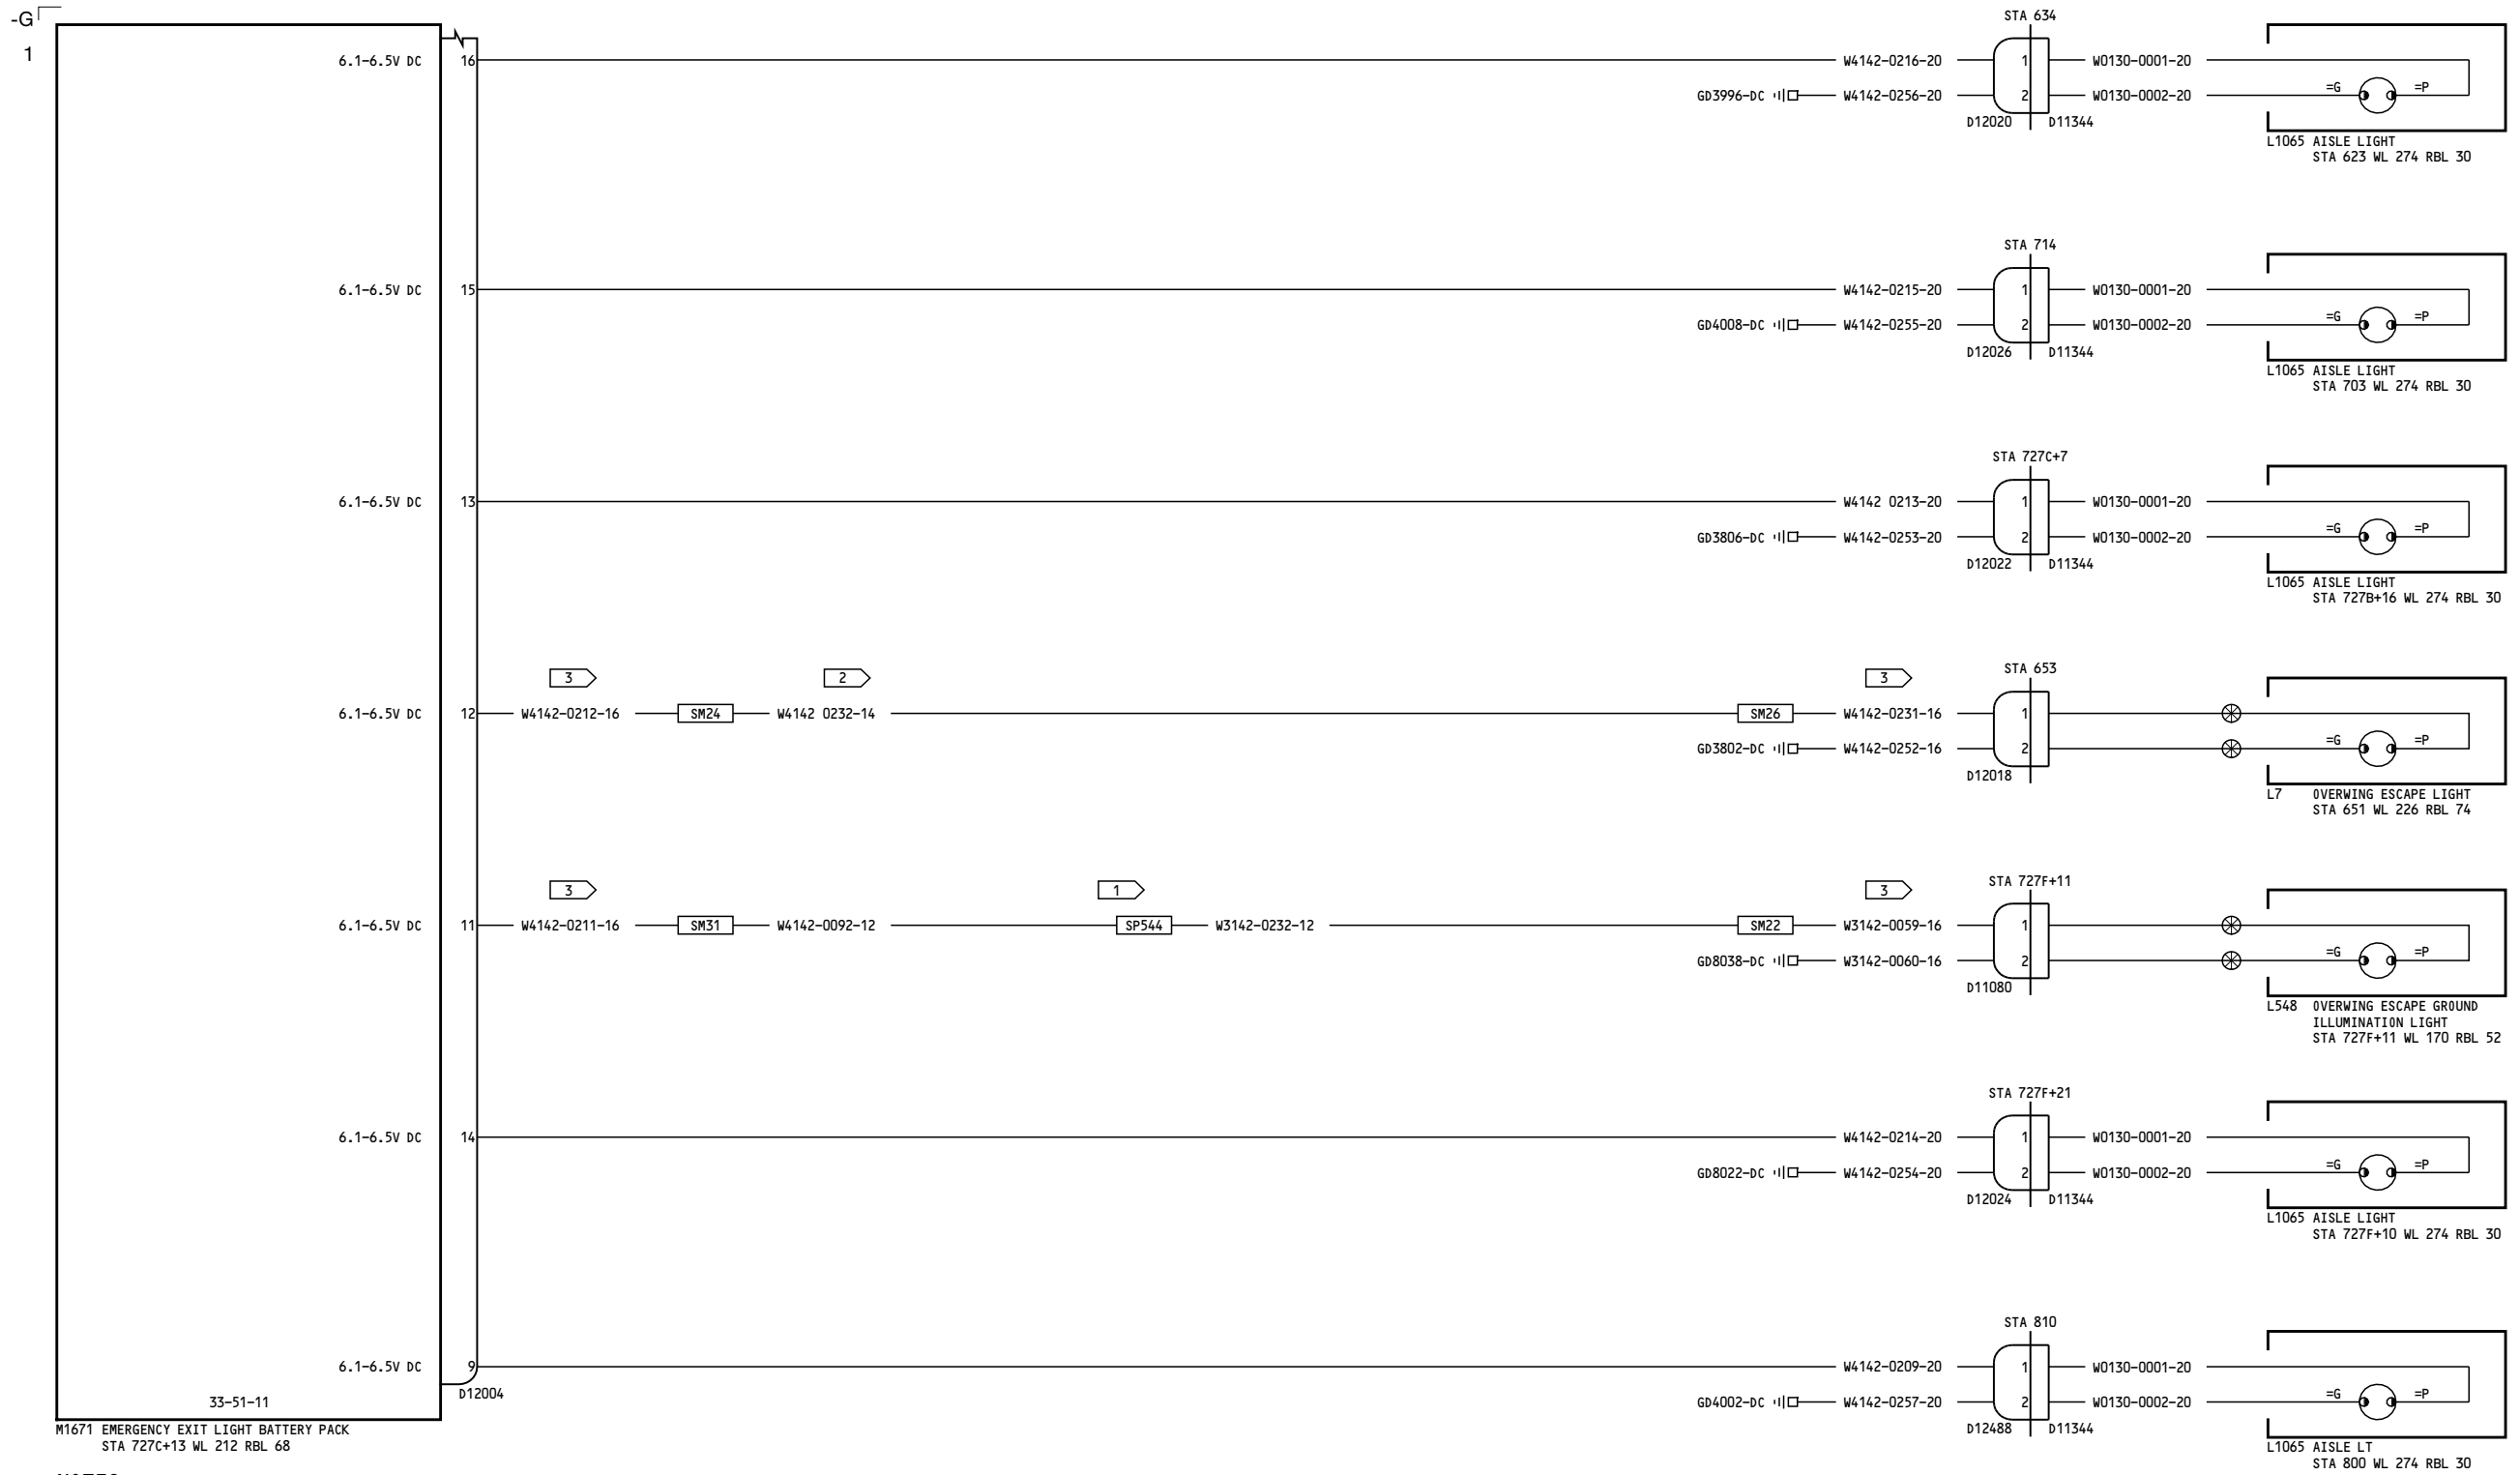 -G
1
6.1-6.5V DC 16 W4142-0216-20 STA 634 1 W0130-0001-20
GD3996-DC W4142-0256-20 2 W0130-0002-20 =G =P
D12020 D11344
L1065 AISLE LIGHT
STA 623 WL 274 RBL 30
STA 714
6.1-6.5V DC 15 W4142-0215-20 1 W0130-0001-20
GD4008-DC W4142-0255-20 2 W0130-0002-20 =G =P
D12026 D11344
L1065 AISLE LIGHT
STA 703 WL 274 RBL 30
STA 727C+7
6.1-6.5V DC 13 W4142 0213-20 1 W0130-0001-20
GD3806-DC W4142-0253-20 2 W0130-0002-20 =G =P
D12022 D11344
L1065 AISLE LIGHT
STA 727B+16 WL 274 RBL 30
3 2 3 STA 653
6.1-6.5V DC 12 W4142-0212-16 SM24 W4142 0232-14 SM26 W4142-0231-16 1
GD3802-DC W4142-0252-16 2 =G =P
D12018
L7 OVERWING ESCAPE LIGHT
STA 651 WL 226 RBL 74
3 1 3 STA 727F+11
6.1-6.5V DC 11 W4142-0211-16 SM31 W4142-0092-12 SP544 W3142-0232-12 SM22 W3142-0059-16 1
GD8038-DC W3142-0060-16 2 =G =P
D11080
L548 OVERWING ESCAPE GROUND
ILLUMINATION LIGHT
STA 727F+11 WL 170 RBL 52
STA 727F+21
6.1-6.5V DC 14 W4142-0214-20 1 W0130-0001-20
GD8022-DC W4142-0254-20 2 W0130-0002-20 =G =P
D12024 D11344
L1065 AISLE LIGHT
STA 727F+10 WL 274 RBL 30
STA 810
6.1-6.5V DC 9 W4142-0209-20 1 W0130-0001-20
D12004
33-51-11 GD4002-DC W4142-0257-20 2 W0130-0002-20 =G =P
D12488 D11344
M1671 EMERGENCY EXIT LIGHT BATTERY PACK
STA 727C+13 WL 212 RBL 68
L1065 AISLE LT
STA 800 WL 274 RBL 30